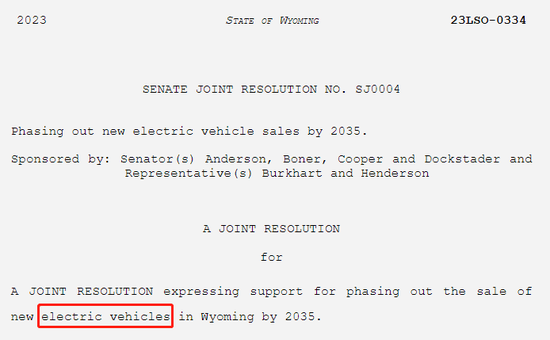 2023 STATE OF WYOMING 23LSO-0334
SENATE JOINT RESOLUTION NO. SJ0004
Phasing out new electric vehicle sales by 2035.
Sponsored by: Senator(s) Anderson, Boner, Cooper and Dockstader and
Representative(s) Burkhart and Henderson
A JOINT RESOLUTION
for
A JOINT RESOLUTION expressing support for phasing out the sale of
new electric vehicles in Wyoming by 2035.